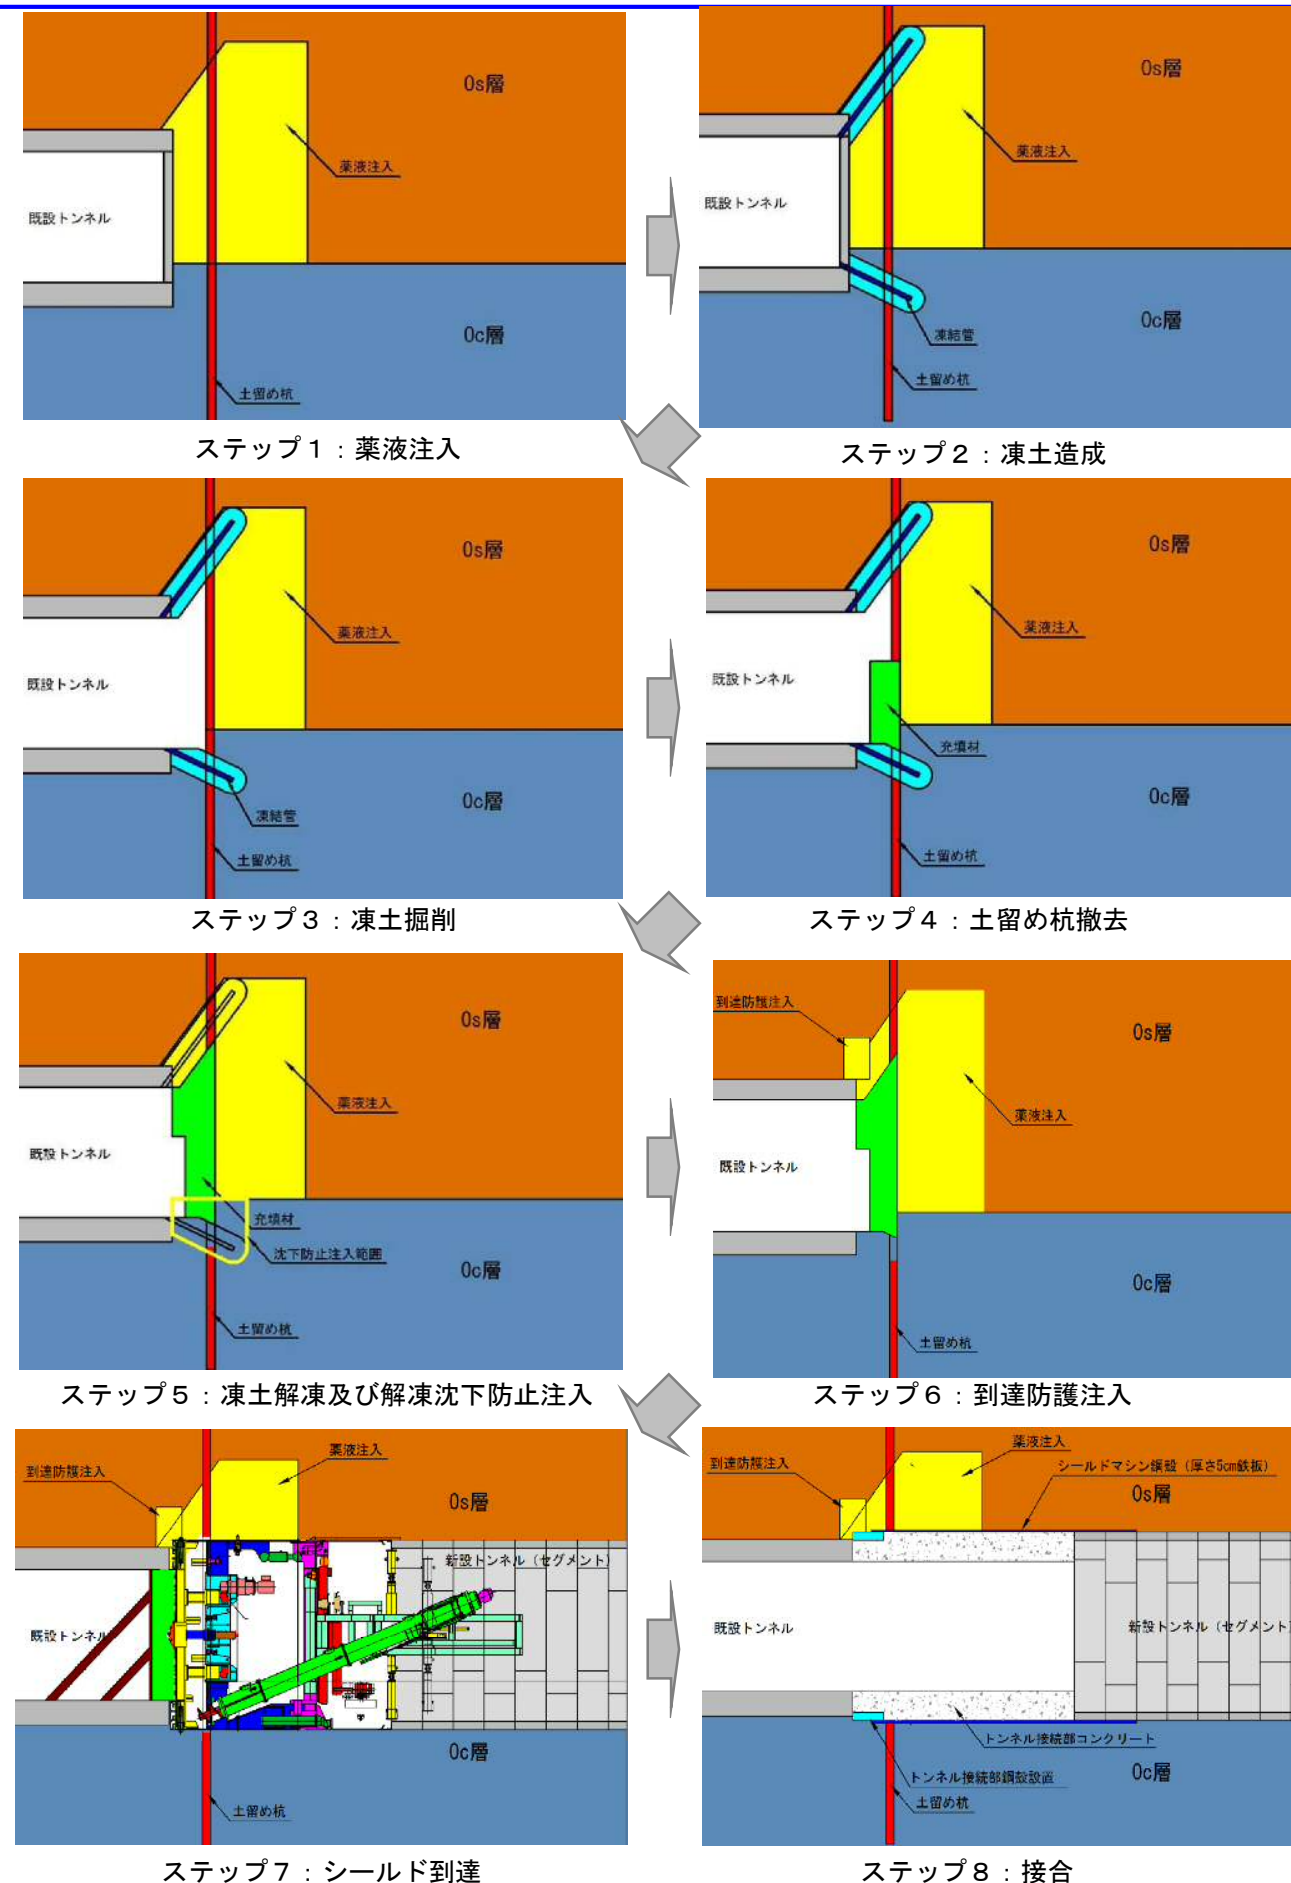 Os層
薬液注入
既設トンネル
Oc層
土留め杭
ステップ1：薬液注入
Os層
薬液注入
既設トンネル
Oc層
凍結管
土留め杭
ステップ2：凍土造成
Os層
薬液注入
既設トンネル
Oc層
凍結管
土留め杭
ステップ3：凍土掘削
Os層
薬液注入
既設トンネル
充填材
Oc層
土留め杭
ステップ4：土留め杭撤去
Os層
薬液注入
既設トンネル
充填材
沈下防止注入範囲
Oc層
土留め杭
ステップ5：凍土解凍及び解凍沈下防止注入
到達防護注入
Os層
薬液注入
既設トンネル
Oc層
土留め杭
ステップ6：到達防護注入
薬液注入
到達防護注入
Os層
新設トンネル（セグメント）
既設トンネル
Oc層
土留め杭
ステップ7：シールド到達
薬液注入
到達防護注入
シールドマシン鋼殻（厚さ5cm鉄板）
Os層
既設トンネル
新設トンネル（セグメント）
トンネル接続部コンクリート
トンネル接続部鋼殻設置
Oc層
土留め杭
ステップ8：接合